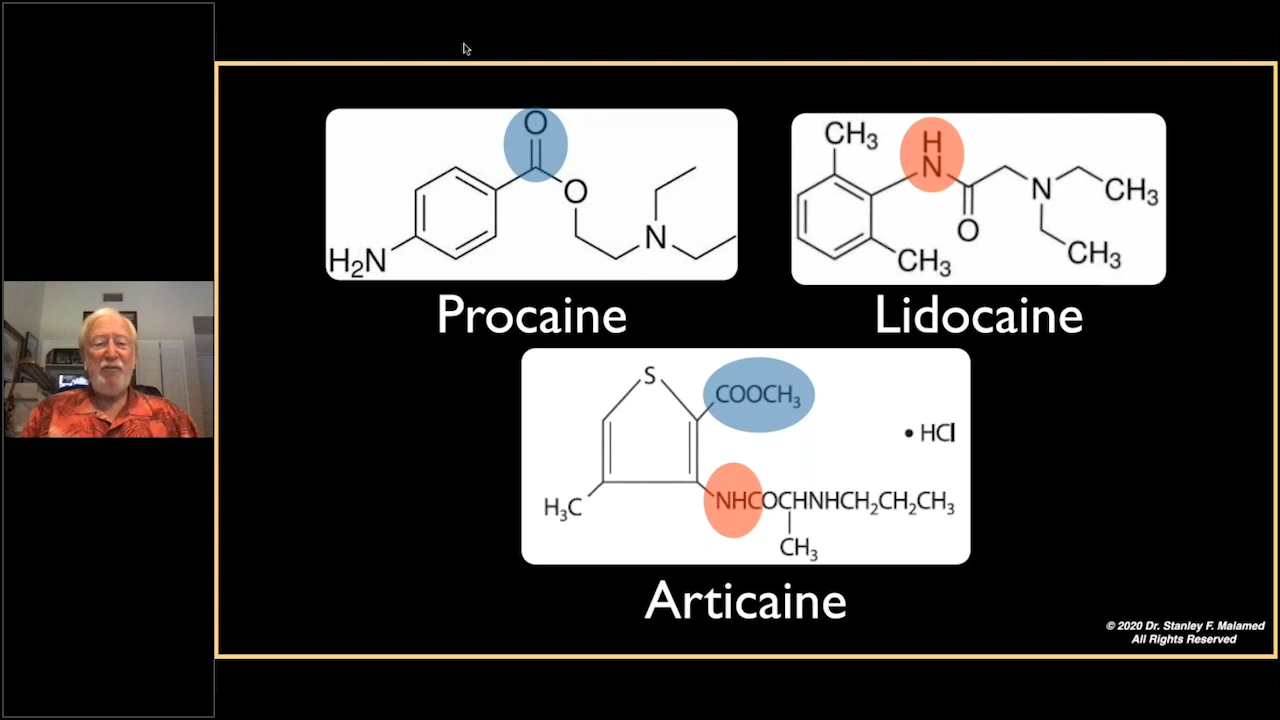 O
O
N
H₂N
Procaine
CH₃
H
N
N
CH₃
O
CH₃
CH₃
Lidocaine
S
COOCH₃
• HCl
H₃C
NHCOCHNHCH₂CH₂CH₃
CH₃
Articaine
© 2020 Dr. Stanley F. Malamed
All Rights Reserved